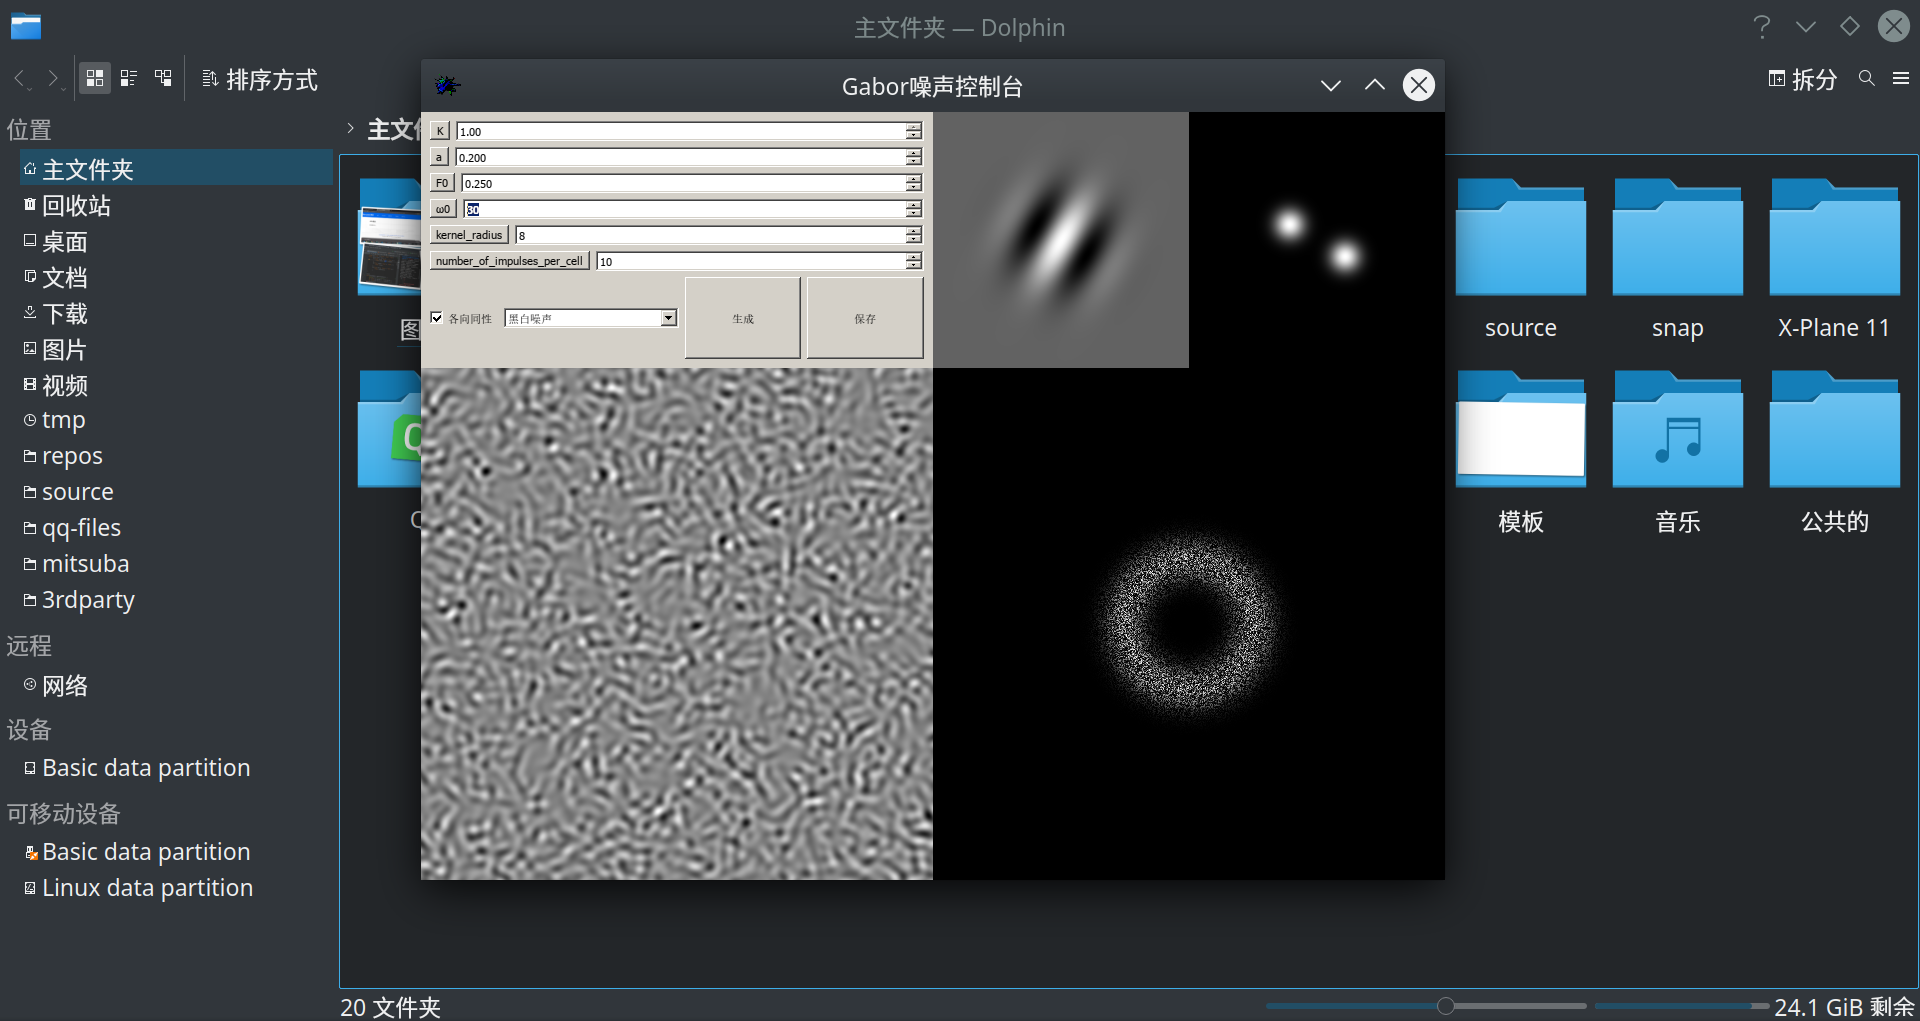 主文件夹 — Dolphin
排序方式
拆分
位置
主文件夹
回收站
桌面
文档
下载
图片
视频
tmp
repos
source
qq-files
mitsuba
3rdparty
远程
网络
设备
Basic data partition
可移动设备
Basic data partition
Linux data partition
主文
图
Gabor噪声控制台
K 1.00
a 0.200
F0 0.250
ω0 30
kernel_radius 8
number_of_impulses_per_cell 10
各向同性 黑白噪声 生成 保存
source
snap
X-Plane 11
模板
音乐
公共的
20 文件夹
24.1 GiB 剩余